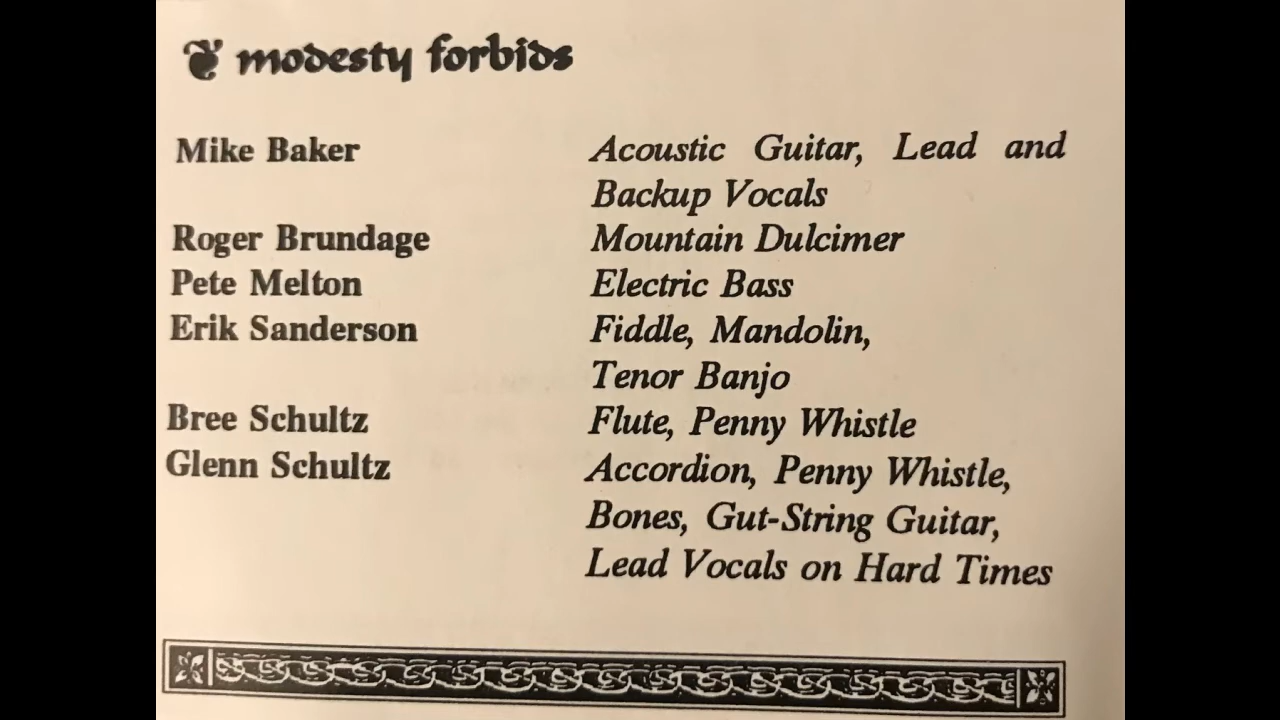 modesty forbids
Mike Baker Acoustic Guitar, Lead and
Backup Vocals
Roger Brundage Mountain Dulcimer
Pete Melton Electric Bass
Erik Sanderson Fiddle, Mandolin,
Tenor Banjo
Bree Schultz Flute, Penny Whistle
Glenn Schultz Accordion, Penny Whistle,
Bones, Gut-String Guitar,
Lead Vocals on Hard Times